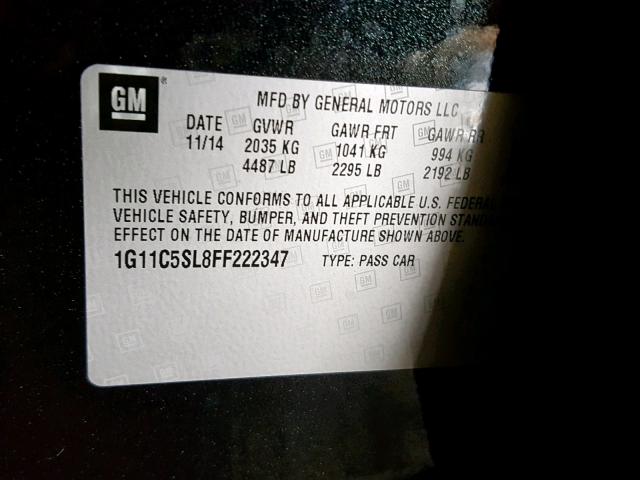 GM ®
MFD BY GENERAL MOTORS LLC
DATE GVWR GAWR FRT GAWR RR
11/14 2035 KG 1041 KG 994 KG
4487 LB 2295 LB 2192 LB
THIS VEHICLE CONFORMS TO ALL APPLICABLE U.S. FEDERAL
VEHICLE SAFETY, BUMPER, AND THEFT PREVENTION
EFFECT ON THE DATE OF MANUFACTURE SHOWN ABOVE.
1G11C5SL8FF222347 TYPE: PASS CAR